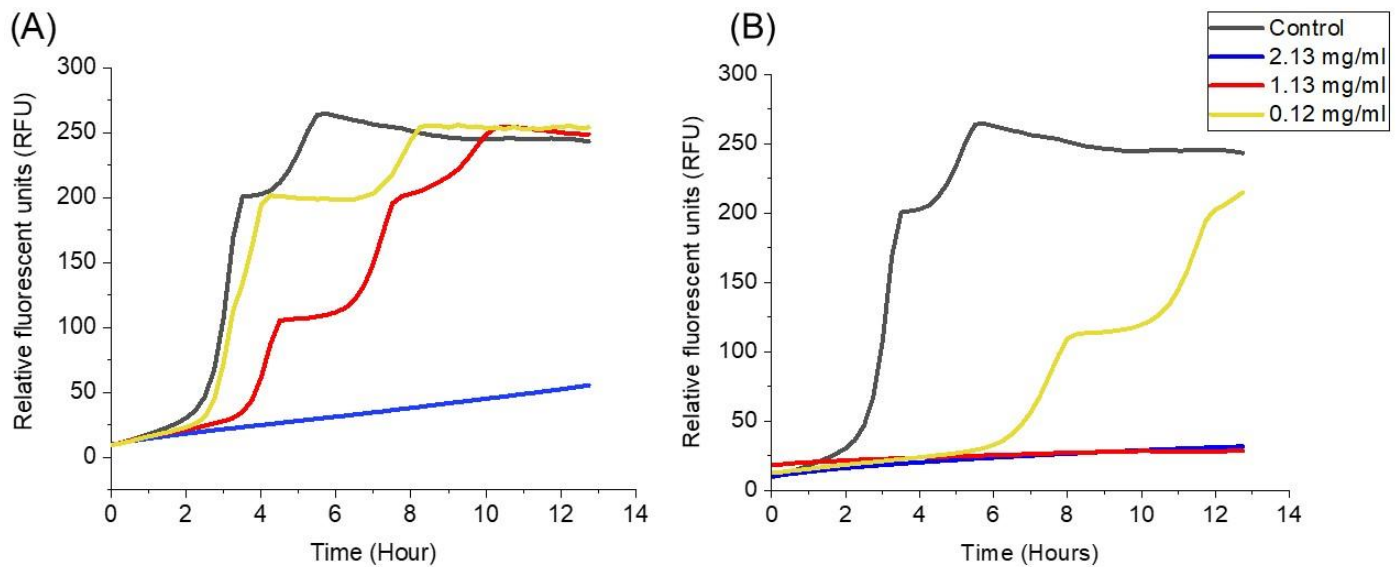 (A)
Relative fluorescent units (RFU)
300
250
200
150
100
50
0
0 2 4 6 8 10 12 14
Time (Hour)
(B)
Relative fluorescent units (RFU)
300
250
200
150
100
50
0
0 2 4 6 8 10 12 14
Time (Hours)
Control
2.13 mg/ml
1.13 mg/ml
0.12 mg/ml